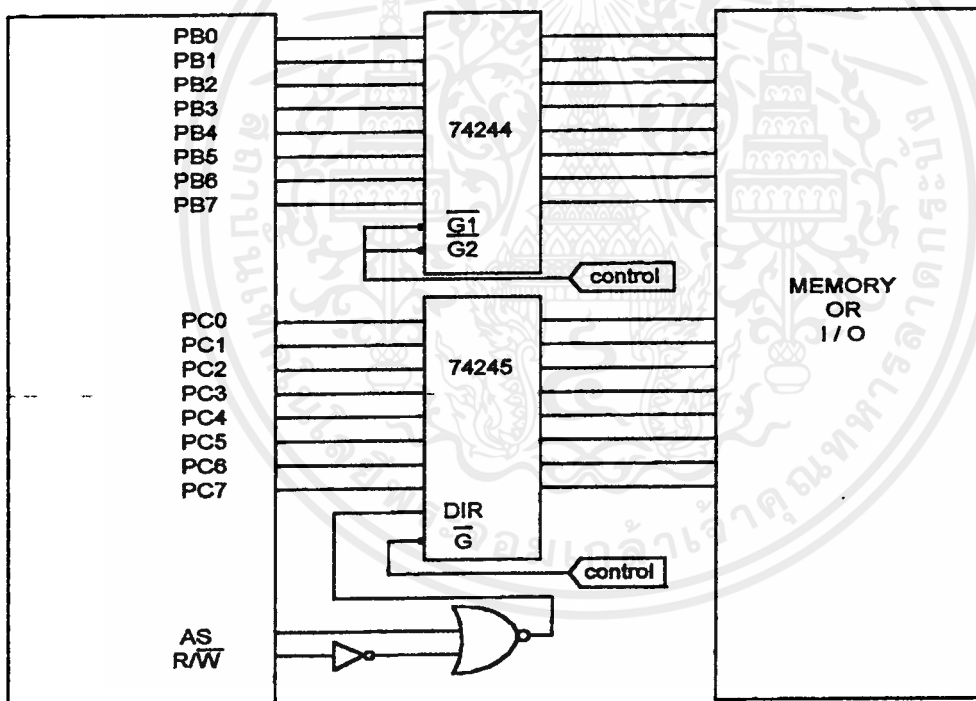 PB0
PB1
PB2
PB3
PB4
PB5
PB6
PB7
74244
G1
G2
control
PC0
PC1
PC2
PC3
PC4
PC5
PC6
PC7
74245
DIR
G
control
AS
R/W
MEMORY
OR
I / O